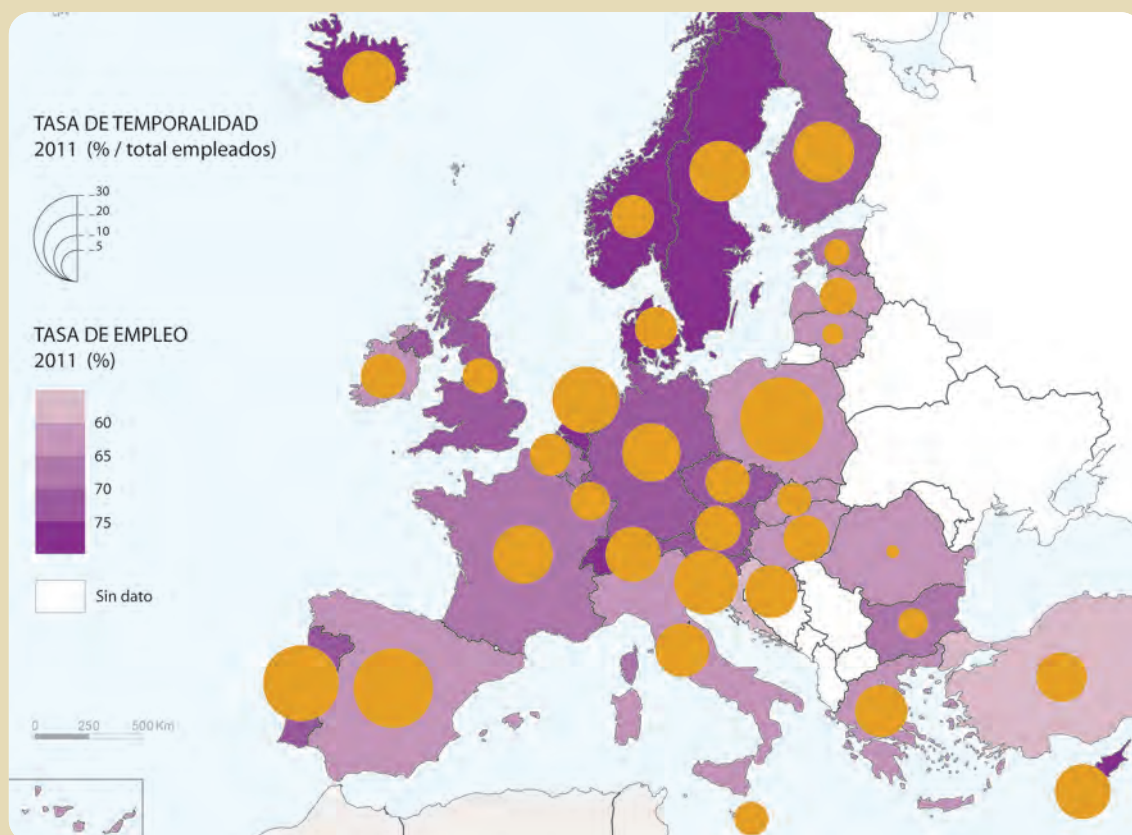 TASA DE TEMPORALIDAD
2011 (% / total empleados)
30
20
10
5
TASA DE EMPLEO
2011 (%)
60
65
70
75
Sin dato
0 250 500 Km